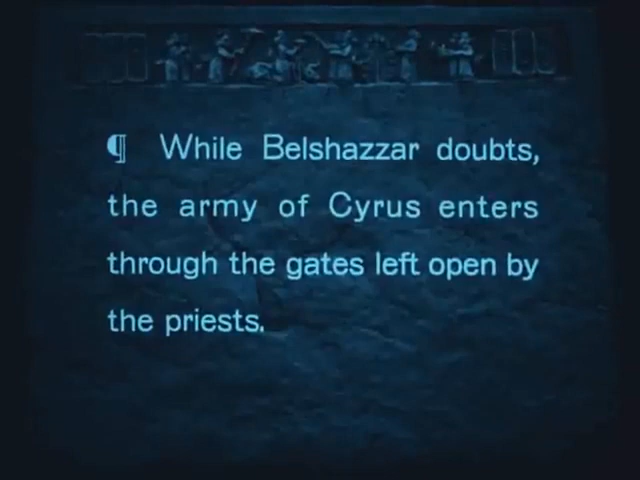 ¶ While Belshazzar doubts,
the army of Cyrus enters
through the gates left open by
the priests.